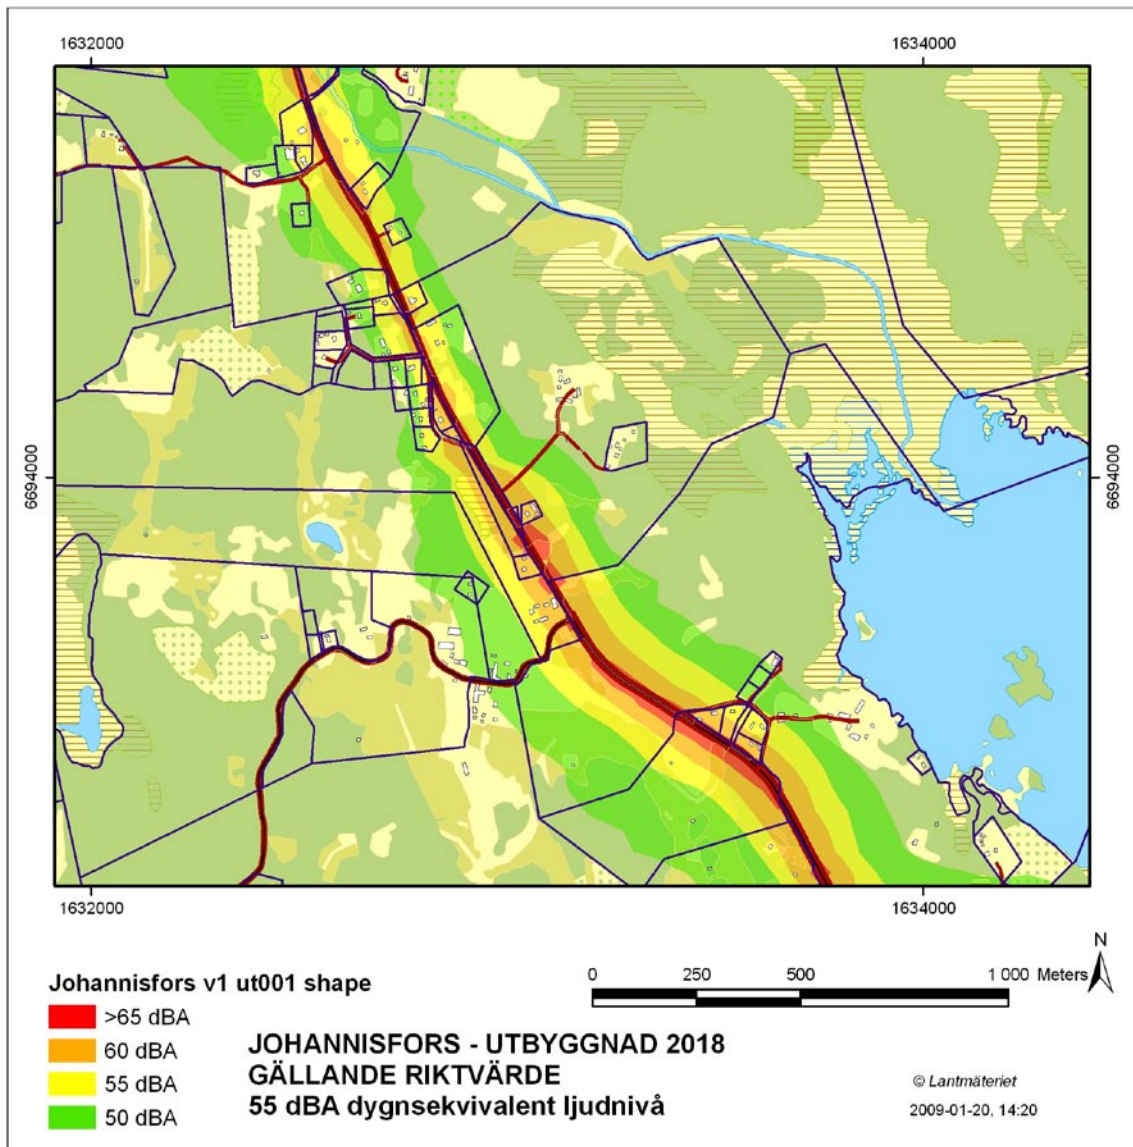 1632000
1634000
6694000
6694000
1632000
1634000
N
Johannisfors v1 ut001 shape
>65 dBA
60 dBA
55 dBA
50 dBA
0 250 500 1 000 Meters
JOHANNISFORS - UTBYGGNAD 2018
GÄLLANDE RIKTVÄRDE
55 dBA dygnsekvivalent ljudnivå
© Lantmäteriet
2009-01-20, 14:20